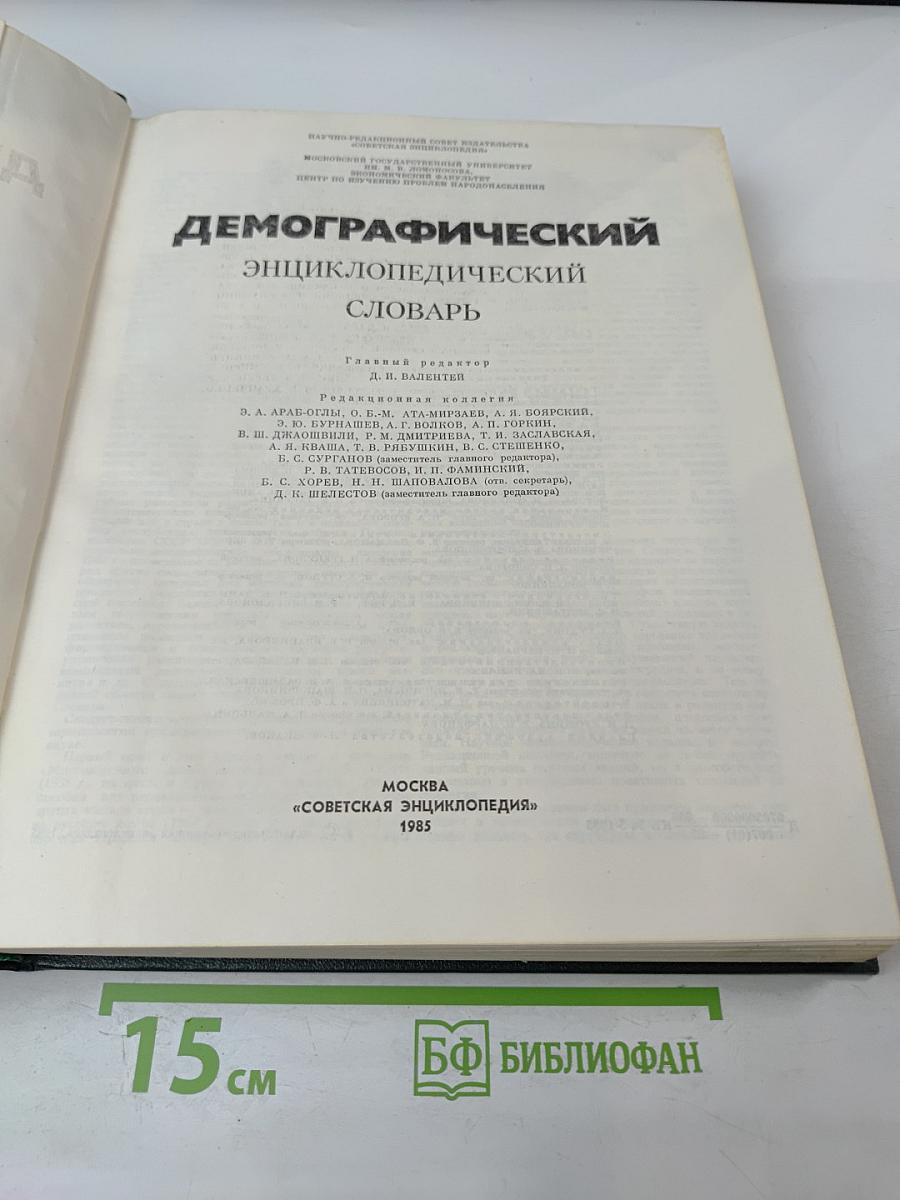 НАУЧНО-РЕДАКЦИОННЫЙ СОВЕТ ИЗДАТЕЛЬСТВА
«СОВЕТСКАЯ ЭНЦИКЛОПЕДИЯ»
МОСКОВСКИЙ ГОСУДАРСТВЕННЫЙ УНИВЕРСИТЕТ
ИМ. М. В. ЛОМОНОСОВА,
ЭКОНОМИЧЕСКИЙ ФАКУЛЬТЕТ
ЦЕНТР ПО ИЗУЧЕНИЮ ПРОБЛЕМ НАРОДОНАСЕЛЕНИЯ
ДЕМОГРАФИЧЕСКИЙ
ЭНЦИКЛОПЕДИЧЕСКИЙ
СЛОВАРЬ
Главный редактор
Д. И. ВАЛЕНТЕЙ
Редакционная коллегия
Э. А. АРАБ-ОГЛЫ, О. Б.-М. АТА-МИРЗАЕВ, А. Я. БОЯРСКИЙ,
Э. Ю. БУРНАШЕВ, А. Г. ВОЛКОВ, А. П. ГОРКИН,
В. Ш. ДЖАОШВИЛИ, Р. М. ДМИТРИЕВА, Т. И. ЗАСЛАВСКАЯ,
А. Я. КВАША, Т. В. РЯБУШКИН, В. С. СТЕШЕНКО,
Б. С. СУРГАНОВ (заместитель главного редактора),
Р. В. ТАТЕВОСОВ, И. П. ФАМИНСКИЙ,
Б. С. ХОРЕВ, Н. Н. ШАПОВАЛОВА (отв. секретарь),
Д. К. ШЕЛЕСТОВ (заместитель главного редактора)
МОСКВА
«СОВЕТСКАЯ ЭНЦИКЛОПЕДИЯ»
1985
15 см
БФ БИБЛИОФАН